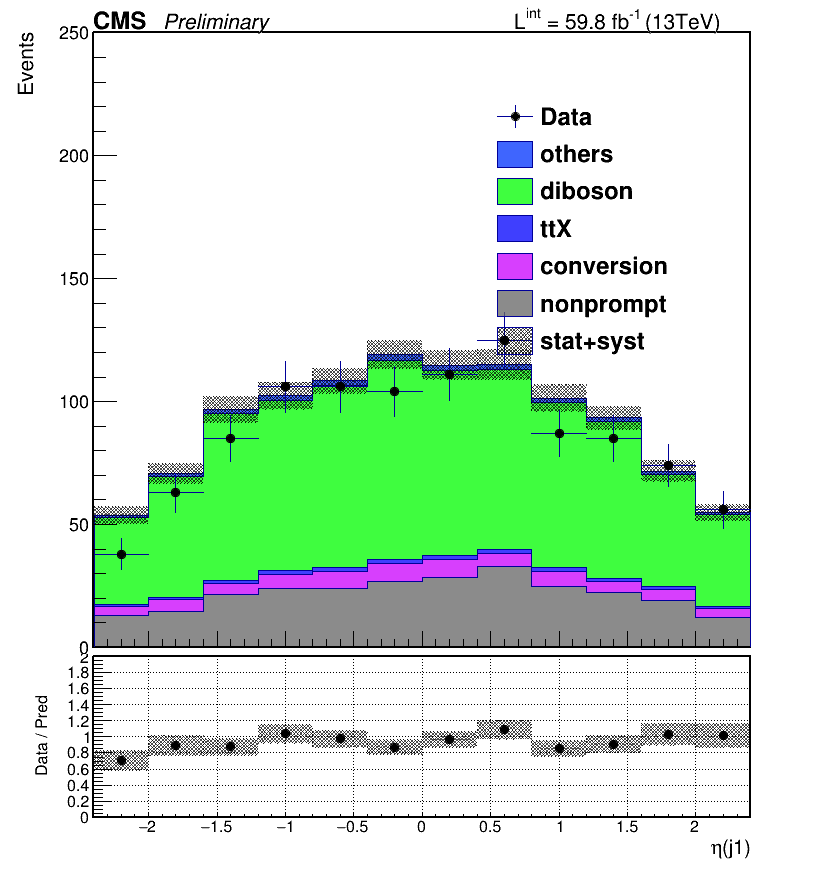 CMS Preliminary L^int = 59.8 fb^-1 (13TeV)
Events
250
200
150
100
50
0
Data
others
diboson
ttX
conversion
nonprompt
stat+syst
Data / Pred
2
1.8
1.6
1.4
1.2
1
0.8
0.6
0.4
0.2
0
−2 −1.5 −1 −0.5 0 0.5 1 1.5 2
η(j1)